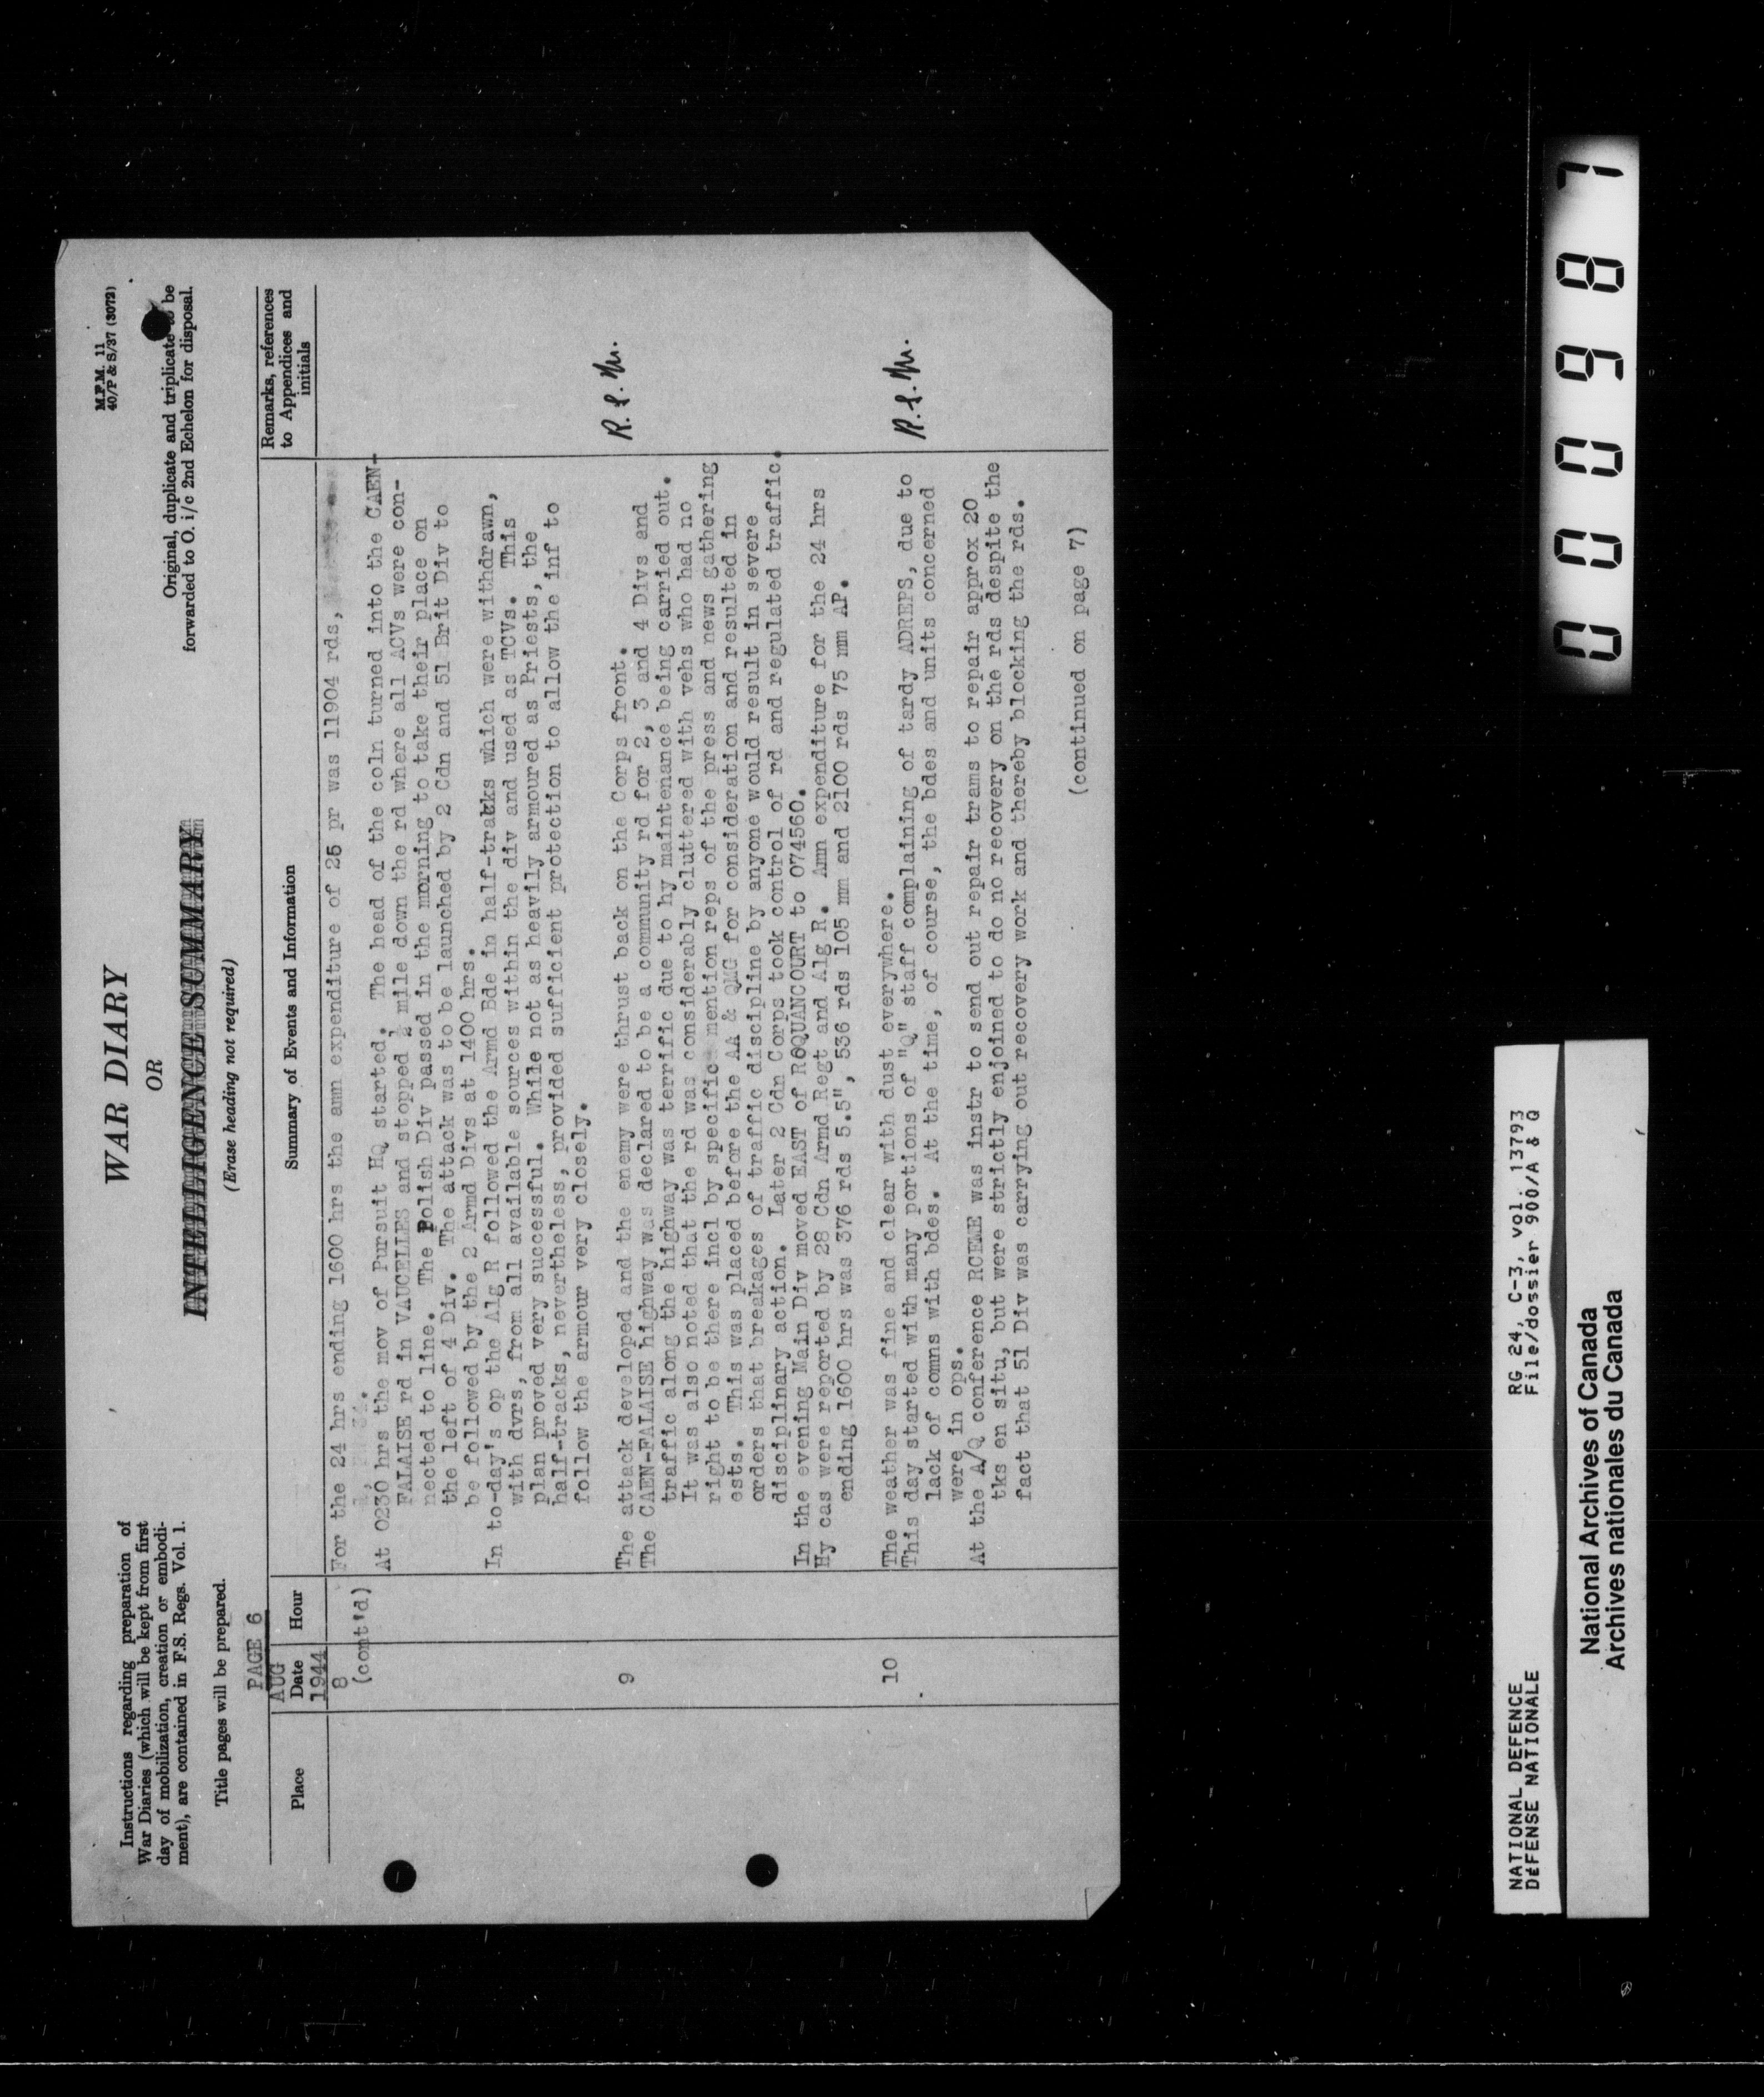 Instructions regarding preparation of
War Diaries (which will be kept from first
day of mobilization, creation or embodi-
ment), are contained in F.S. Regs. Vol. 1.
Title pages will be prepared.
WAR DIARY
OR
INTELLIGENCE SUMMARY
(Erase heading not required)
M.F.M. 11
40/P & S/37 (3072)
Original, duplicate and triplicate to be
forwarded to O. i/c 2nd Echelon for disposal.
PAGE 6
Place
AUG
Date
1944
Hour
Summary of Events and Information
Remarks, references
to Appendices and
initials
8
(cont'd)
For the 24 hrs ending 1600 hrs the amn expenditure of 25 pr was 11904 rds,
At 0230 hrs the mov of Pursuit HQ started. The head of the coln turned into the CAEN-
FALAISE rd in VAUCELLES and stopped ½ mile down the rd where all ACVs were con-
nected to line. The Polish Div passed in the morning to take their place on
the left of 4 Div. The attack was to be launched by 2 Cdn and 51 Brit Div to
be followed by the 2 Armd Divs at 1400 hrs.
In to-day's op the Alg R followed the Armd Bde in half-tracks which were withdrawn,
with dvrs, from all available sources within the div and used as TCVs. This
plan proved very successful. While not as heavily armoured as Priests, the
half-tracks, nevertheless, provided sufficient protection to allow the inf to
follow the armour very closely.
9
The attack developed and the enemy were thrust back on the Corps front.
The CAEN-FALAISE highway was declared to be a community rd for 2, 3 and 4 Divs and
traffic along the highway was terrific due to hy maintenance being carried out.
It was also noted that the rd was considerably cluttered with vehs who had no
right to be there incl by specific mention reps of the press and news gathering
ests. This was placed before the AA & QMG for consideration and resulted in
orders that breakages of traffic discipline by anyone would result in severe
disciplinary action. Later 2 Cdn Corps took control of rd and regulated traffic.
In the evening Main Div moved EAST of ROQUANCOURT to 074560.
Hy cas were reported by 28 Cdn Armd Regt and Alg R. Amn expenditure for the 24 hrs
ending 1600 hrs was 376 rds 5.5", 536 rds 105 mm and 2100 rds 75 mm AP.
R.S.M.
10
The weather was fine and clear with dust everywhere.
This day started with many portions of "Q" staff complaining of tardy ADREPS, due to
lack of comns with bdes. At the time, of course, the bdes and units concerned
were in ops.
At the A/Q conference RCEME was instr to send out repair trams to repair approx 20
tks en situ, but were strictly enjoined to do no recovery on the rds despite the
fact that 51 Div was carrying out recovery work and thereby blocking the rds.
R.S.M.
(continued on page 7)
000987
NATIONAL DEFENCE
DéFENSE NATIONALE
RG 24, C-3, vol. 13793
File/dossier 900/A & Q
National Archives of Canada
Archives nationales du Canada